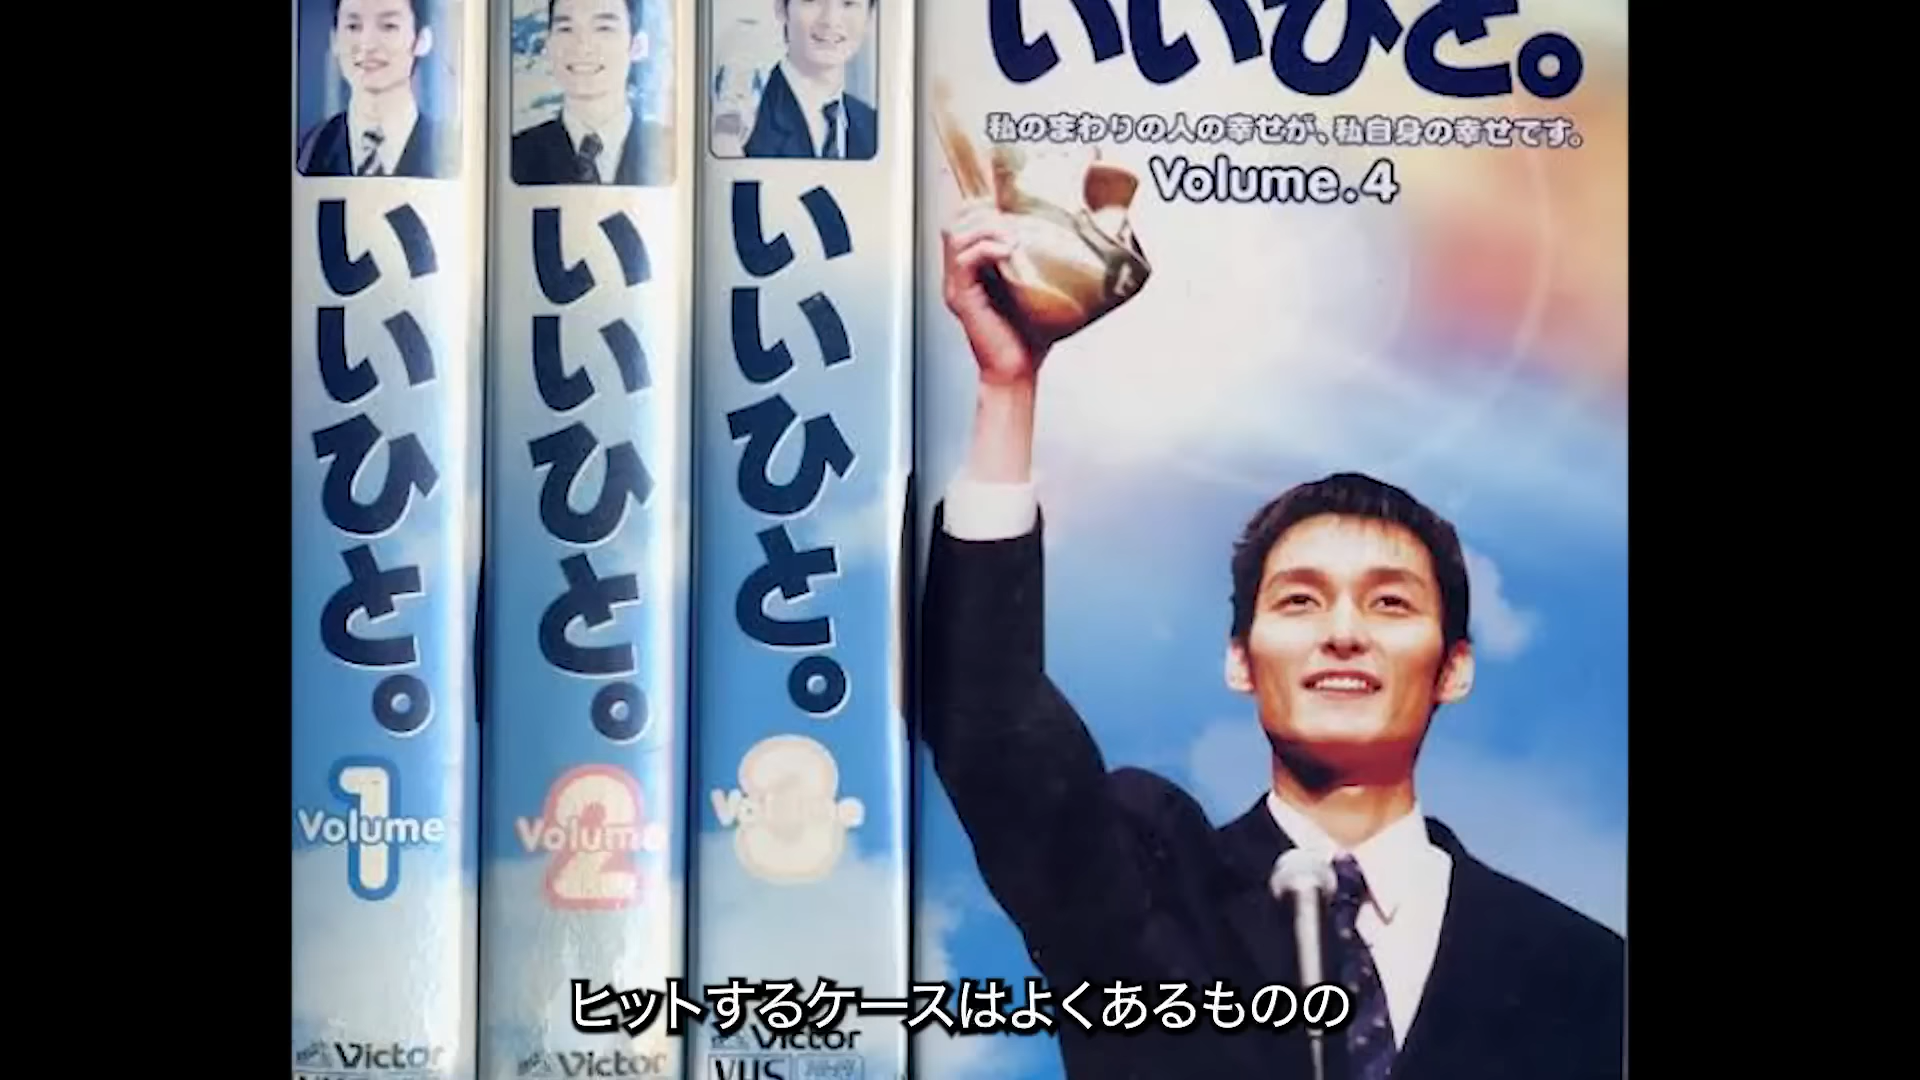 いいひと。
私のまわりの人の幸せが、私自身の幸せです。
Volume.4
いいひと。
Volume
1
Victor
いいひと。
Volume
2
Victor
いいひと。
Volume
3
Victor
VHS
ヒットするケースはよくあるものの